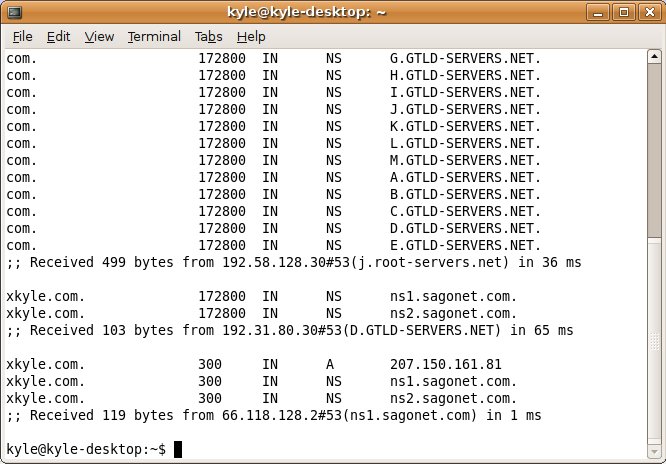 kyle@kyle-desktop: ~
File Edit View Terminal Tabs Help
com. 172800 IN NS G.GTLD-SERVERS.NET.
com. 172800 IN NS H.GTLD-SERVERS.NET.
com. 172800 IN NS I.GTLD-SERVERS.NET.
com. 172800 IN NS J.GTLD-SERVERS.NET.
com. 172800 IN NS K.GTLD-SERVERS.NET.
com. 172800 IN NS L.GTLD-SERVERS.NET.
com. 172800 IN NS M.GTLD-SERVERS.NET.
com. 172800 IN NS A.GTLD-SERVERS.NET.
com. 172800 IN NS B.GTLD-SERVERS.NET.
com. 172800 IN NS C.GTLD-SERVERS.NET.
com. 172800 IN NS D.GTLD-SERVERS.NET.
com. 172800 IN NS E.GTLD-SERVERS.NET.
;; Received 499 bytes from 192.58.128.30#53(j.root-servers.net) in 36 ms
xkyle.com. 172800 IN NS ns1.sagonet.com.
xkyle.com. 172800 IN NS ns2.sagonet.com.
;; Received 103 bytes from 192.31.80.30#53(D.GTLD-SERVERS.NET) in 65 ms
xkyle.com. 300 IN A 207.150.161.81
xkyle.com. 300 IN NS ns1.sagonet.com.
xkyle.com. 300 IN NS ns2.sagonet.com.
;; Received 119 bytes from 66.118.128.2#53(ns1.sagonet.com) in 1 ms
kyle@kyle-desktop:~$